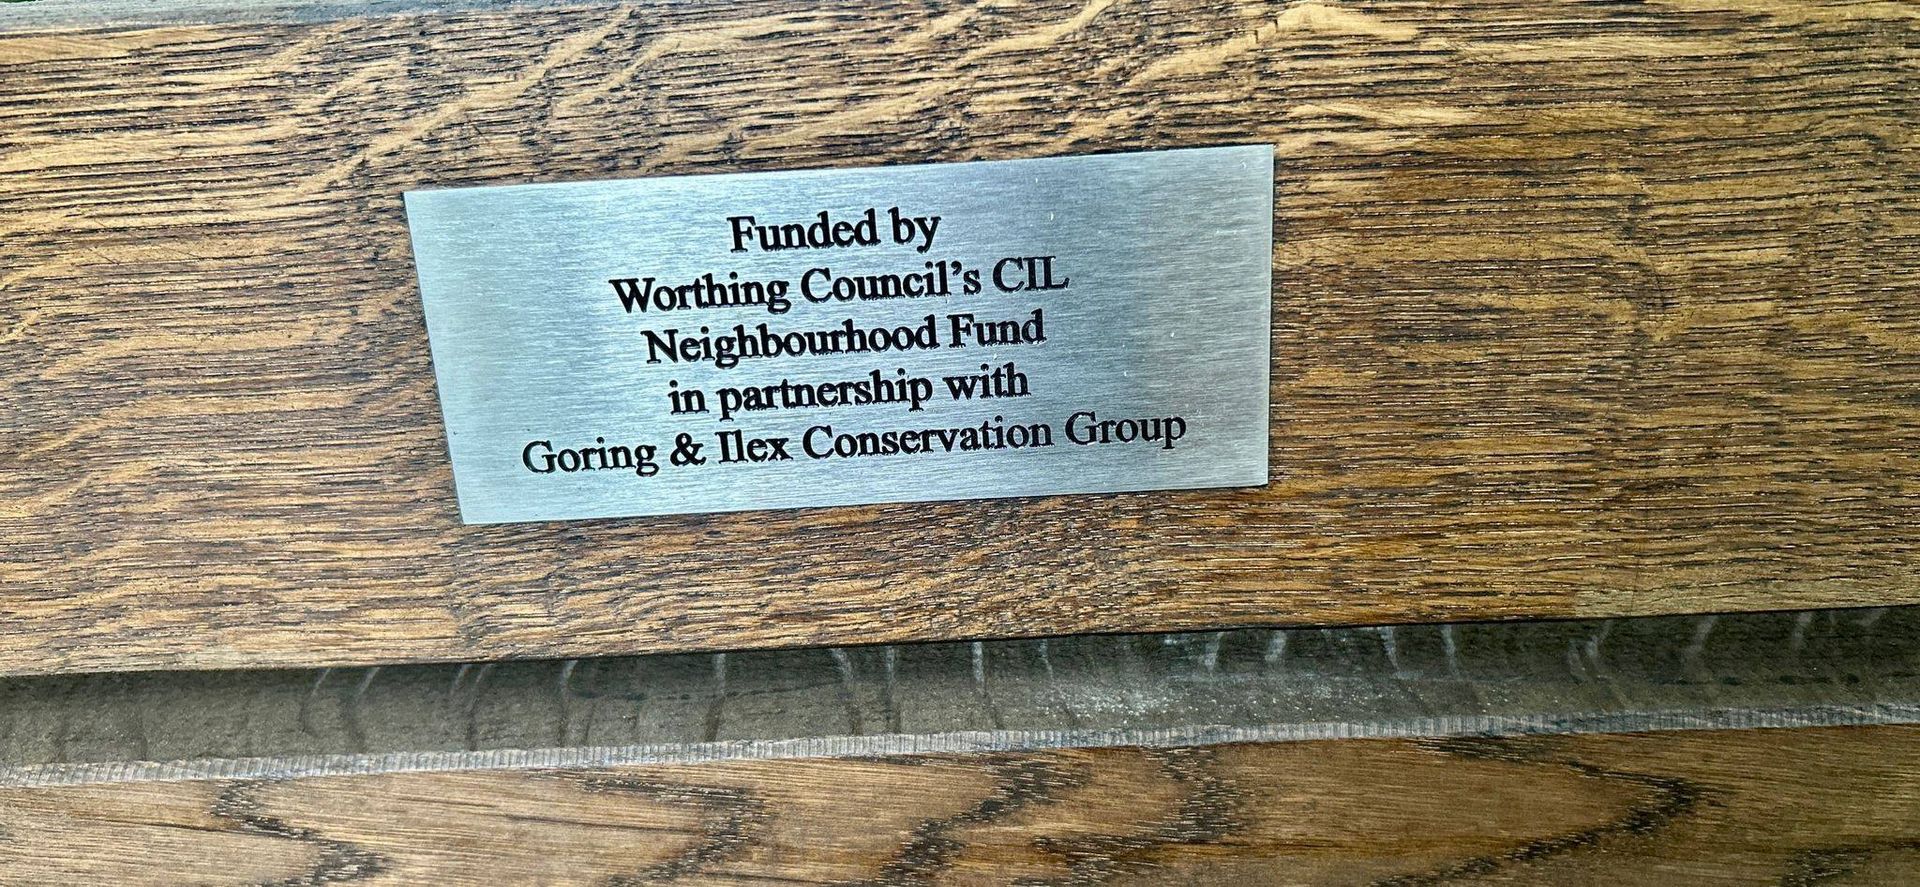 Funded by
Worthing Council's CIL
Neighbourhood Fund
in partnership with
Goring & Ilex Conservation Group